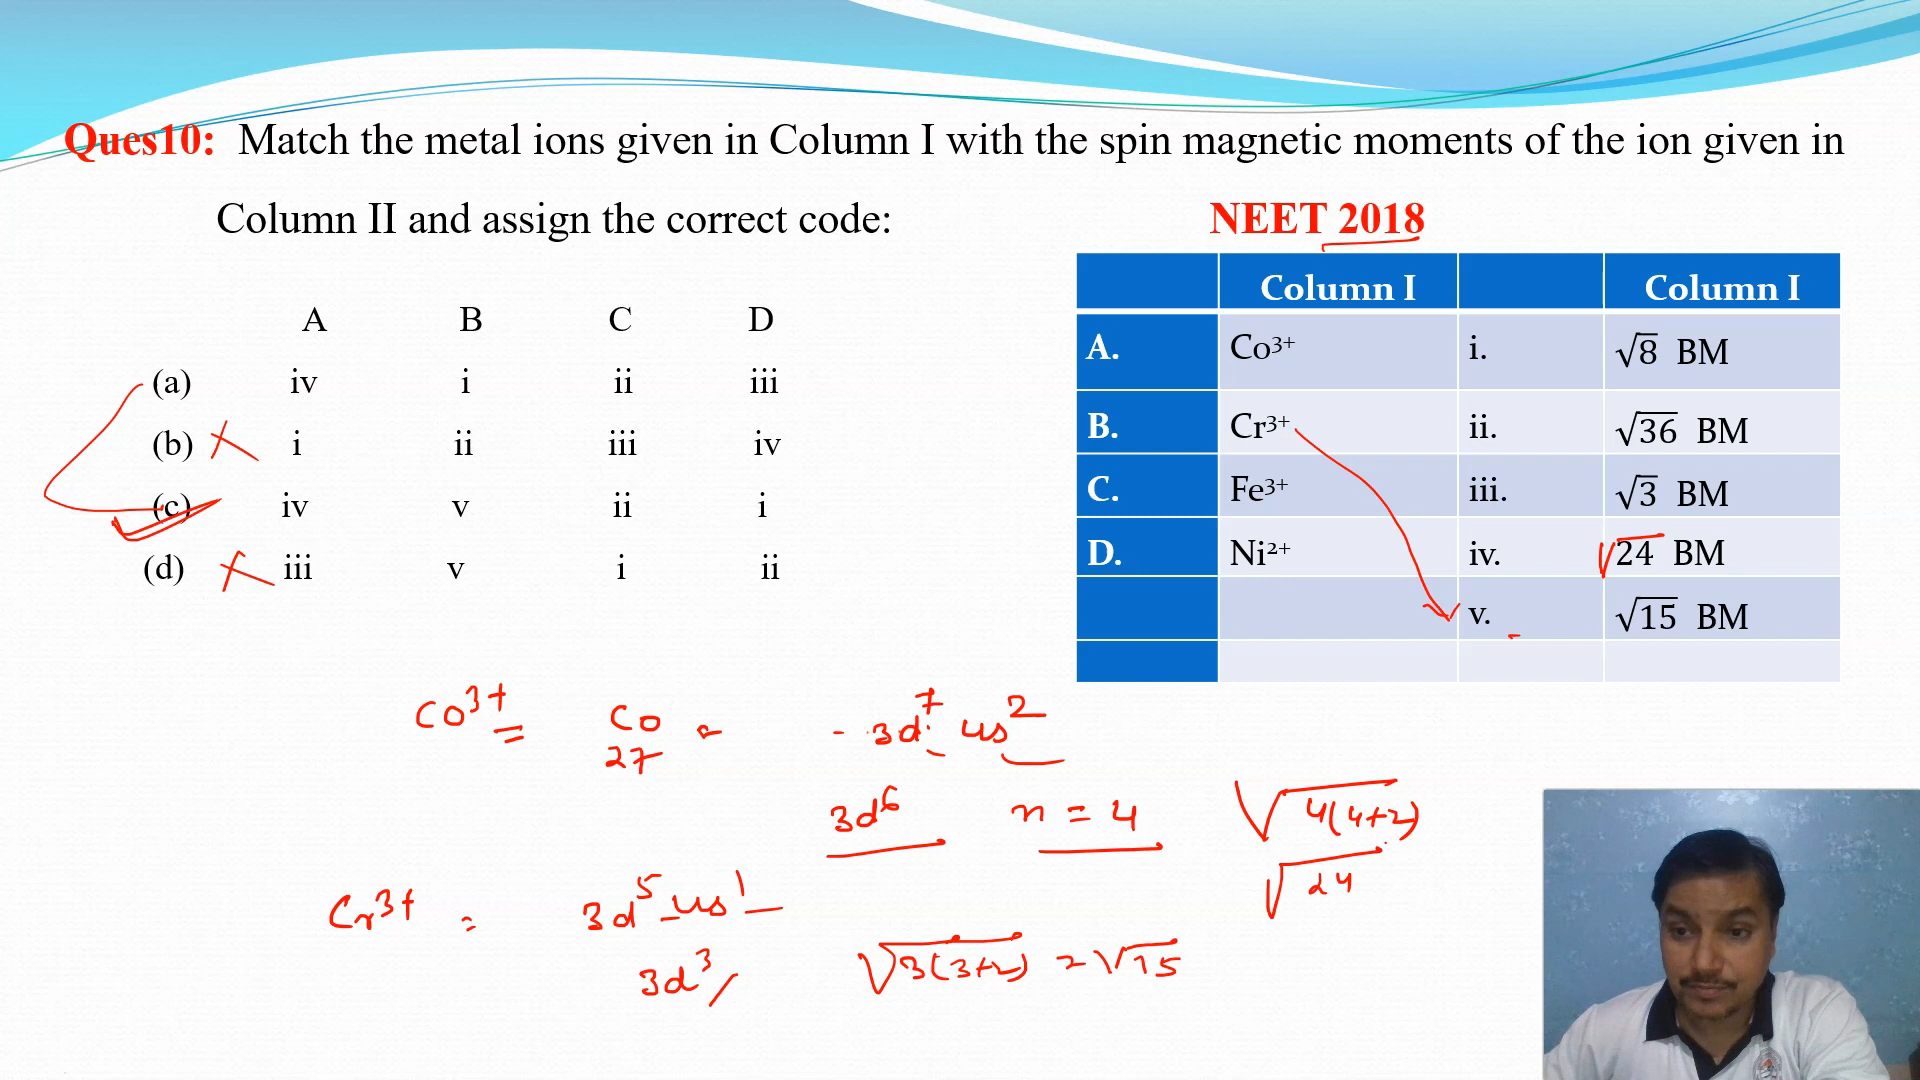 Ques10: Match the metal ions given in Column I with the spin magnetic moments of the ion given in
Column II and assign the correct code:
NEET 2018
A B C D
(a) iv i ii iii
(b) i ii iii iv
(c) iv v ii i
(d) iii v i ii
Column I Column I
A. Co³⁺ i. √8 BM
B. Cr³⁺ ii. √36 BM
C. Fe³⁺ iii. √3 BM
D. Ni²⁺ iv. √24 BM
v. √15 BM
Co³⁺ = Co = 3d⁷ 4s²
27
3d⁶ n = 4 √4(4+2)
√24
Cr³⁺ = 3d⁵ 4s¹
3d³ √3(3+2) = √15